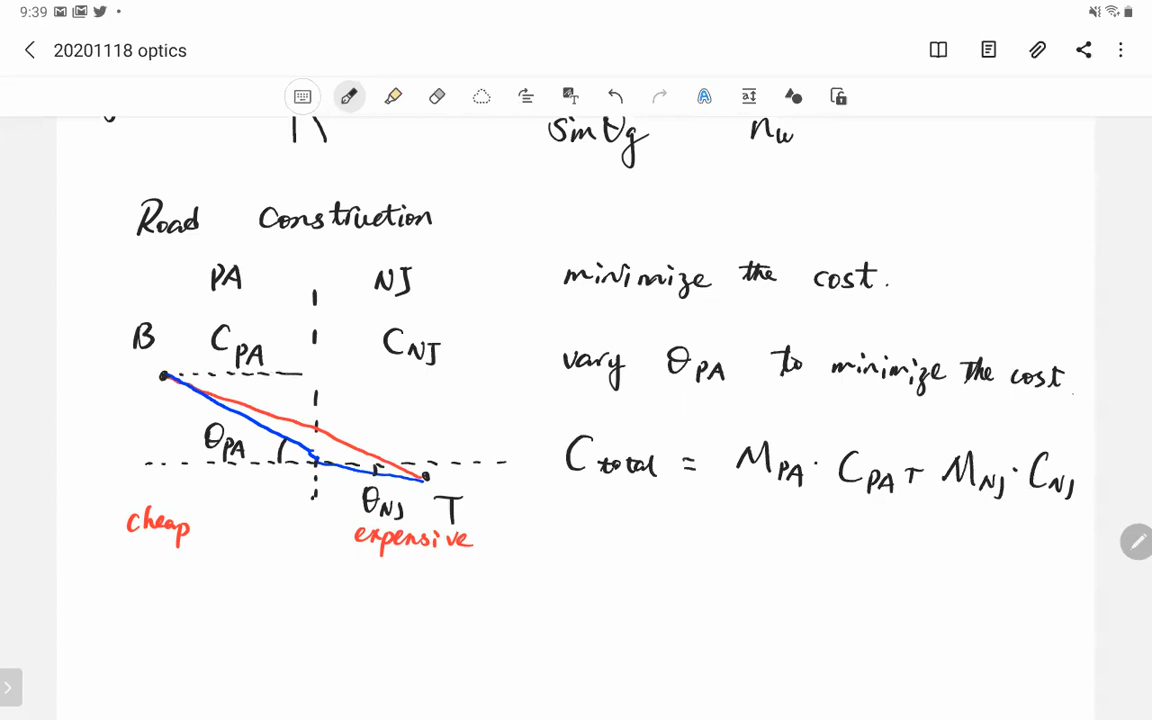 9:39
20201118 optics
sinθg nw
Road Construction
PA NJ
minimize the cost.
B CPA CNJ
vary θPA to minimize the cost.
θPA
Ctotal = MPA · CPA + MNJ · CNJ
θNJ T
cheap
expensive